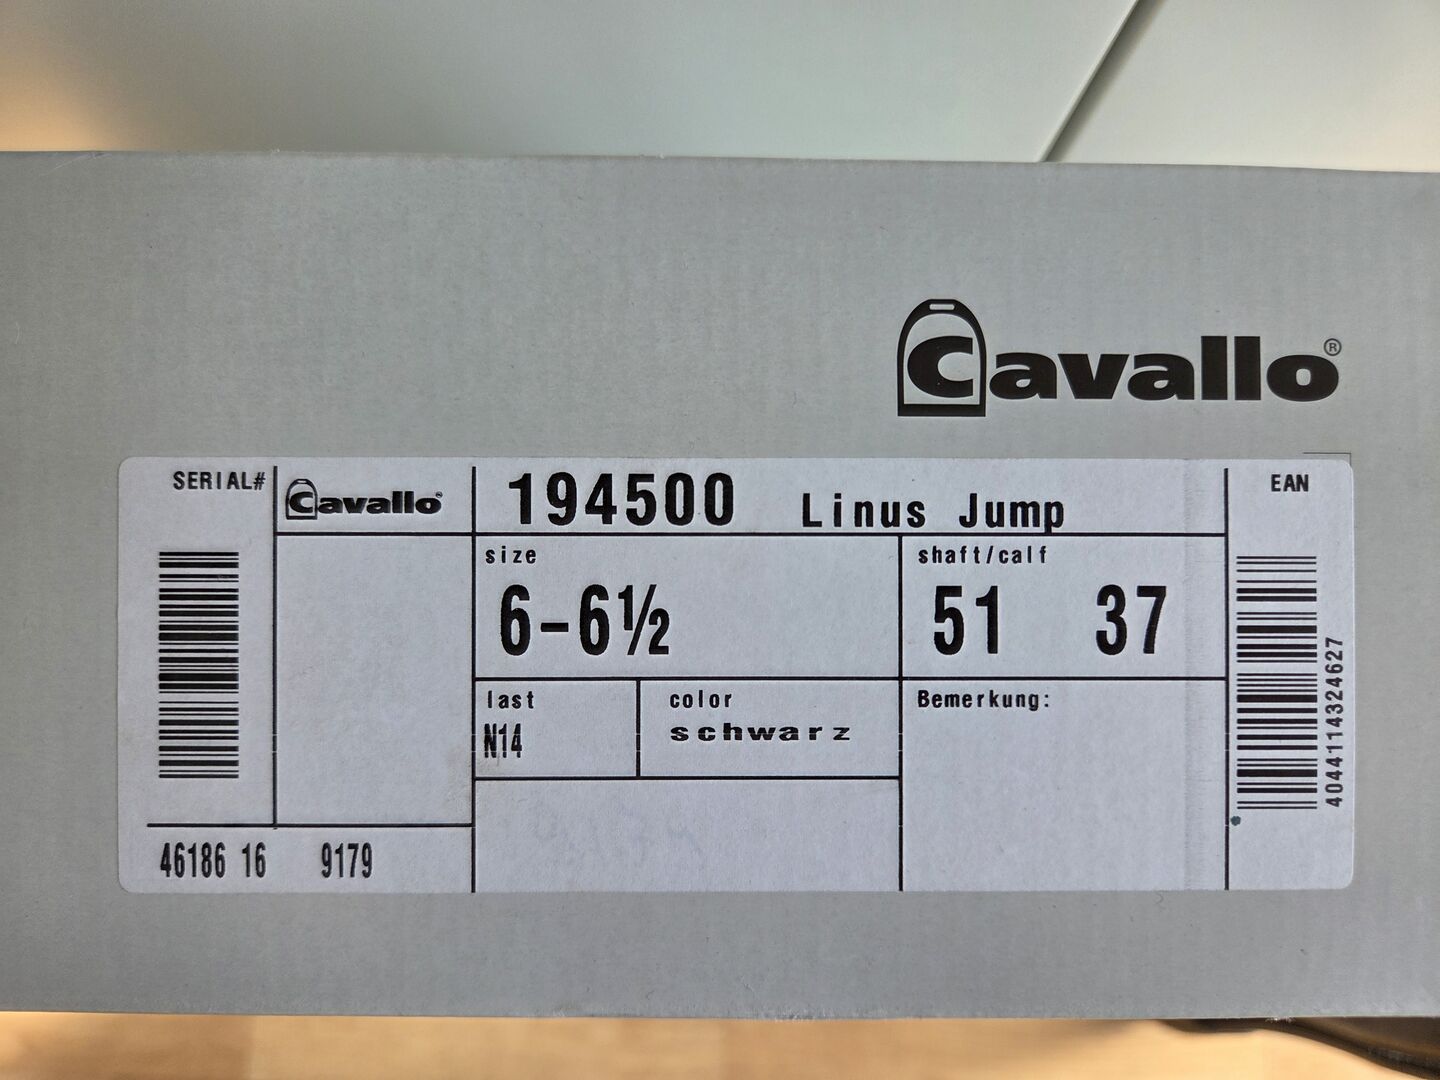 Cavallo®
SERIAL#
Cavallo
194500 Linus Jump
EAN
size
6-6½
shaft/calf
51 37
last
N14
color
schwarz
Bemerkung:
46186 16 9179
4044114324627